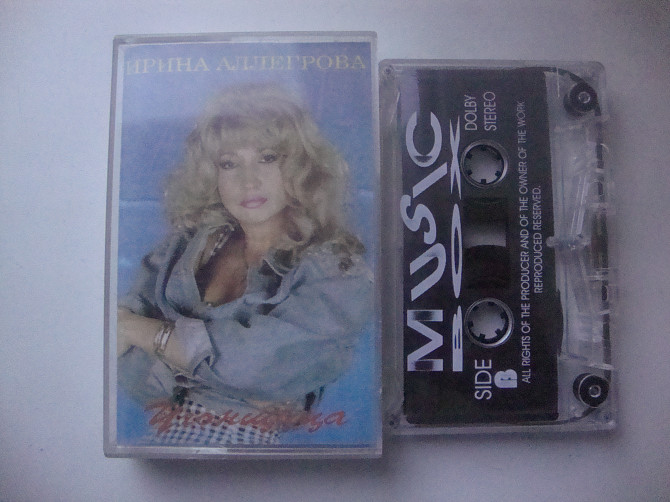 ИРИНА АЛЛЕГРОВА
MUSIC
BOX
DOLBY
STEREO
SIDE
B
ALL RIGHTS OF THE PRODUCER AND OF THE OWNER OF THE WORK
REPRODUCED RESERVED.